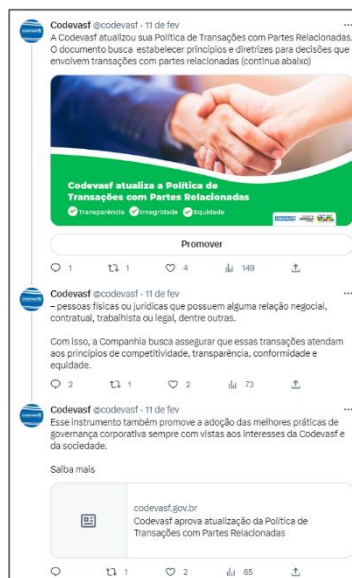 Codevasf @codevasf · 11 de fev
A Codevasf atualizou sua Política de Transações com Partes Relacionadas.
O documento busca estabelecer princípios e diretrizes para decisões que
envolvem transações com partes relacionadas (continua abaixo)
Codevasf atualiza a Política de
Transações com Partes Relacionadas
Transparência Integridade Equidade
Promover
1 1 4 149
Codevasf @codevasf · 11 de fev
– pessoas físicas ou jurídicas que possuem alguma relação negocial,
contratual, trabalhista ou legal, dentre outras.
Com isso, a Companhia busca assegurar que essas transações atendam
aos princípios de competitividade, transparência, conformidade e
equidade.
2 1 2 73
Codevasf @codevasf · 11 de fev
Esse instrumento também promove a adoção das melhores práticas de
governança corporativa sempre com vistas aos interesses da Codevasf e
da sociedade.
Saiba mais
codevasf.gov.br
Codevasf aprova atualização da Política de
Transações com Partes Relacionadas
1 2 65